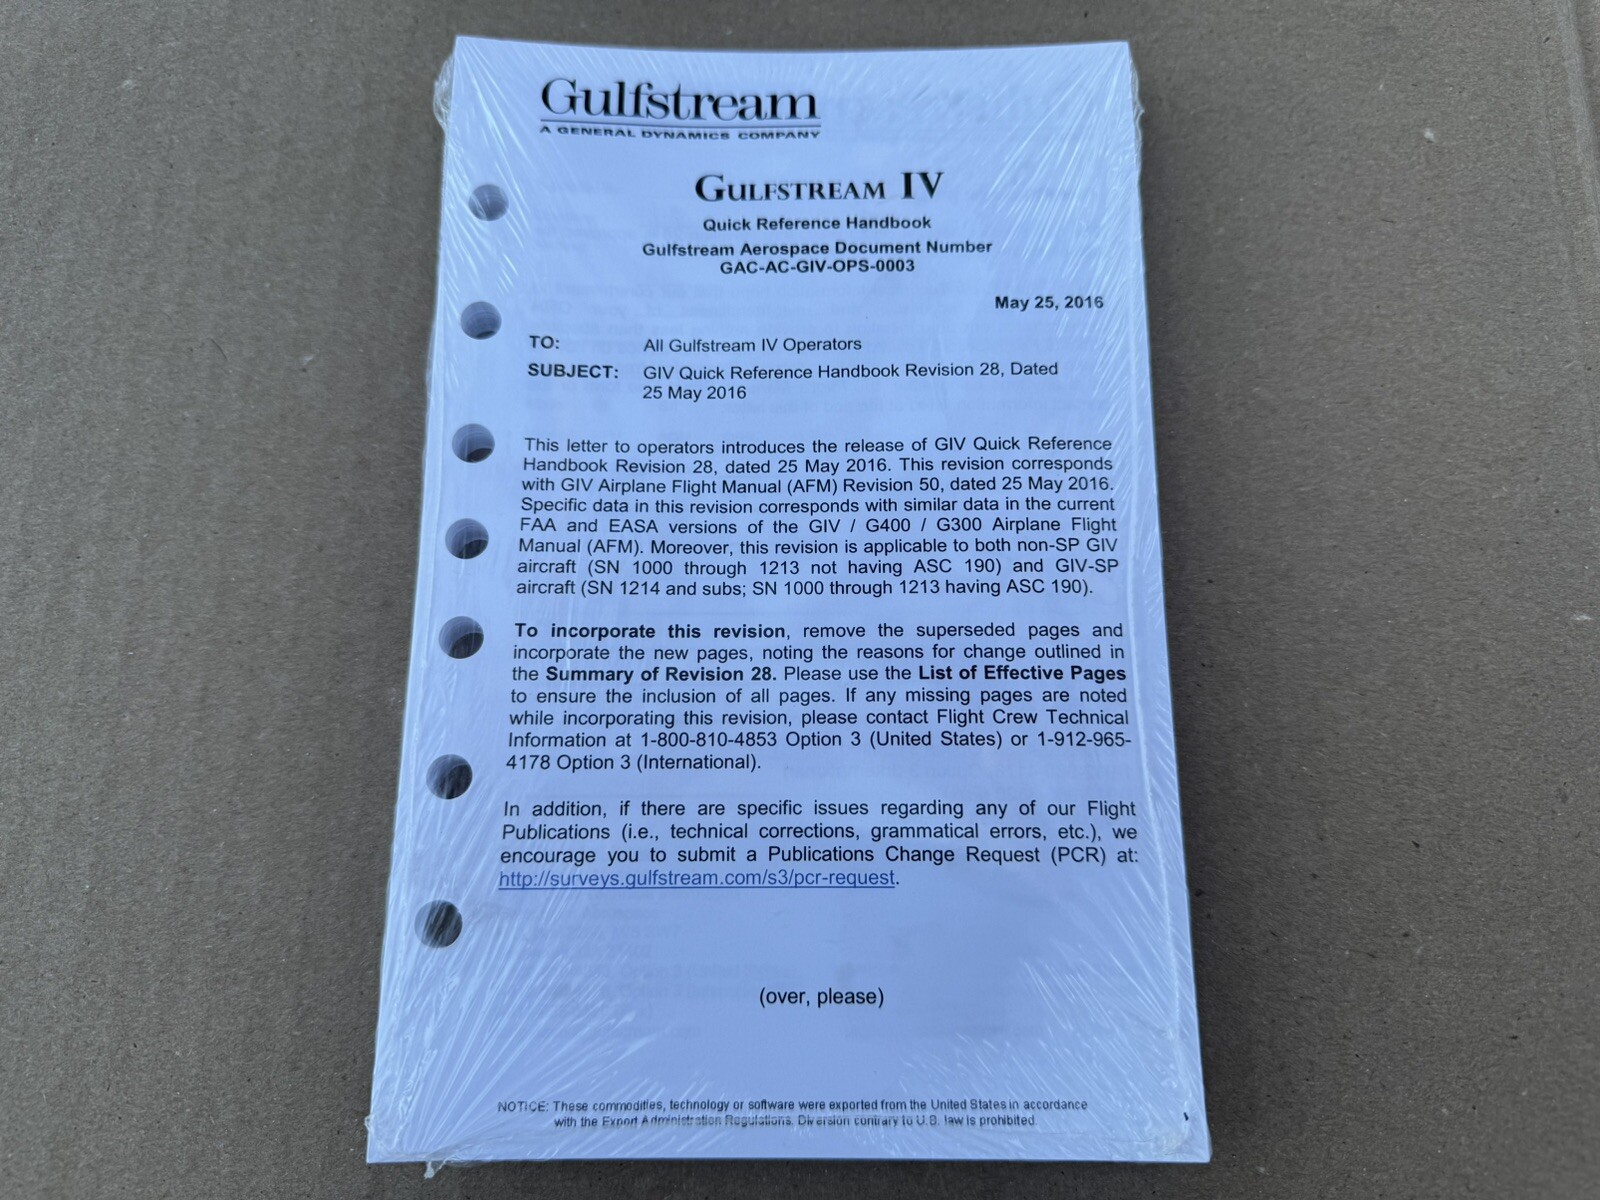 Gulfstream
A GENERAL DYNAMICS COMPANY
GULFSTREAM IV
Quick Reference Handbook
Gulfstream Aerospace Document Number
GAC-AC-GIV-OPS-0003
May 25, 2016
TO: All Gulfstream IV Operators
SUBJECT: GIV Quick Reference Handbook Revision 28, Dated
25 May 2016
This letter to operators introduces the release of GIV Quick Reference
Handbook Revision 28, dated 25 May 2016. This revision corresponds
with GIV Airplane Flight Manual (AFM) Revision 50, dated 25 May 2016.
Specific data in this revision corresponds with similar data in the current
FAA and EASA versions of the GIV / G400 / G300 Airplane Flight
Manual (AFM). Moreover, this revision is applicable to both non-SP GIV
aircraft (SN 1000 through 1213 not having ASC 190) and GIV-SP
aircraft (SN 1214 and subs; SN 1000 through 1213 having ASC 190).
To incorporate this revision, remove the superseded pages and
incorporate the new pages, noting the reasons for change outlined in
the Summary of Revision 28. Please use the List of Effective Pages
to ensure the inclusion of all pages. If any missing pages are noted
while incorporating this revision, please contact Flight Crew Technical
Information at 1-800-810-4853 Option 3 (United States) or 1-912-965-
4178 Option 3 (International).
In addition, if there are specific issues regarding any of our Flight
Publications (i.e., technical corrections, grammatical errors, etc.), we
encourage you to submit a Publications Change Request (PCR) at:
http://surveys.gulfstream.com/s3/pcr-request.
(over, please)
NOTICE: These commodities, technology or software were exported from the United States in accordance
with the Export Administration Regulations. Diversion contrary to U.S. law is prohibited.